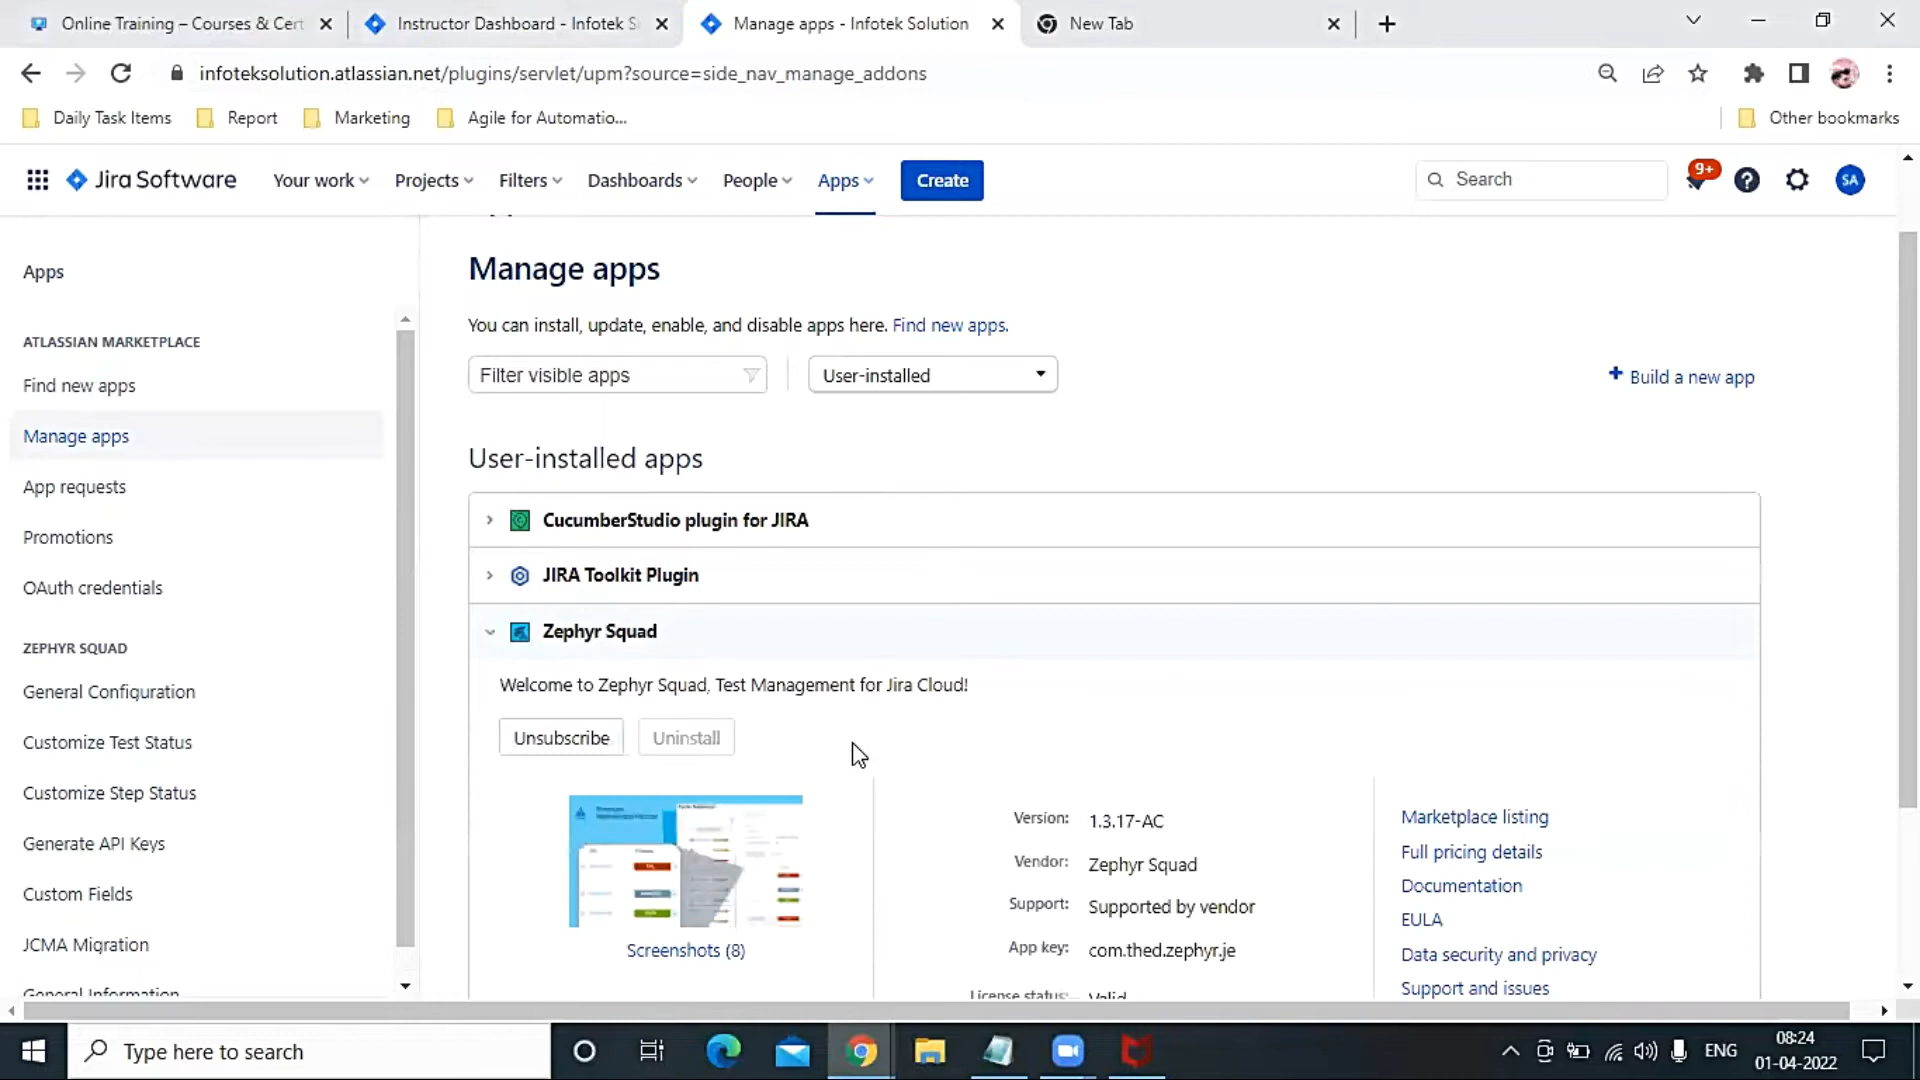 Online Training – Courses & Cert
Instructor Dashboard - Infotek S
Manage apps - Infotek Solution
New Tab
infoteksolution.atlassian.net/plugins/servlet/upm?source=side_nav_manage_addons
Daily Task Items
Report
Marketing
Agile for Automatio...
Other bookmarks
Jira Software
Your work
Projects
Filters
Dashboards
People
Apps
Create
Search
9+
SA
Apps
ATLASSIAN MARKETPLACE
Find new apps
Manage apps
App requests
Promotions
OAuth credentials
ZEPHYR SQUAD
General Configuration
Customize Test Status
Customize Step Status
Generate API Keys
Custom Fields
JCMA Migration
General Information
Manage apps
You can install, update, enable, and disable apps here. Find new apps.
Filter visible apps
User-installed
+ Build a new app
User-installed apps
CucumberStudio plugin for JIRA
JIRA Toolkit Plugin
Zephyr Squad
Welcome to Zephyr Squad, Test Management for Jira Cloud!
Unsubscribe
Uninstall
Screenshots (8)
Version: 1.3.17-AC
Vendor: Zephyr Squad
Support: Supported by vendor
App key: com.thed.zephyr.je
License status: Valid
Marketplace listing
Full pricing details
Documentation
EULA
Data security and privacy
Support and issues
Type here to search
ENG
08:24
01-04-2022